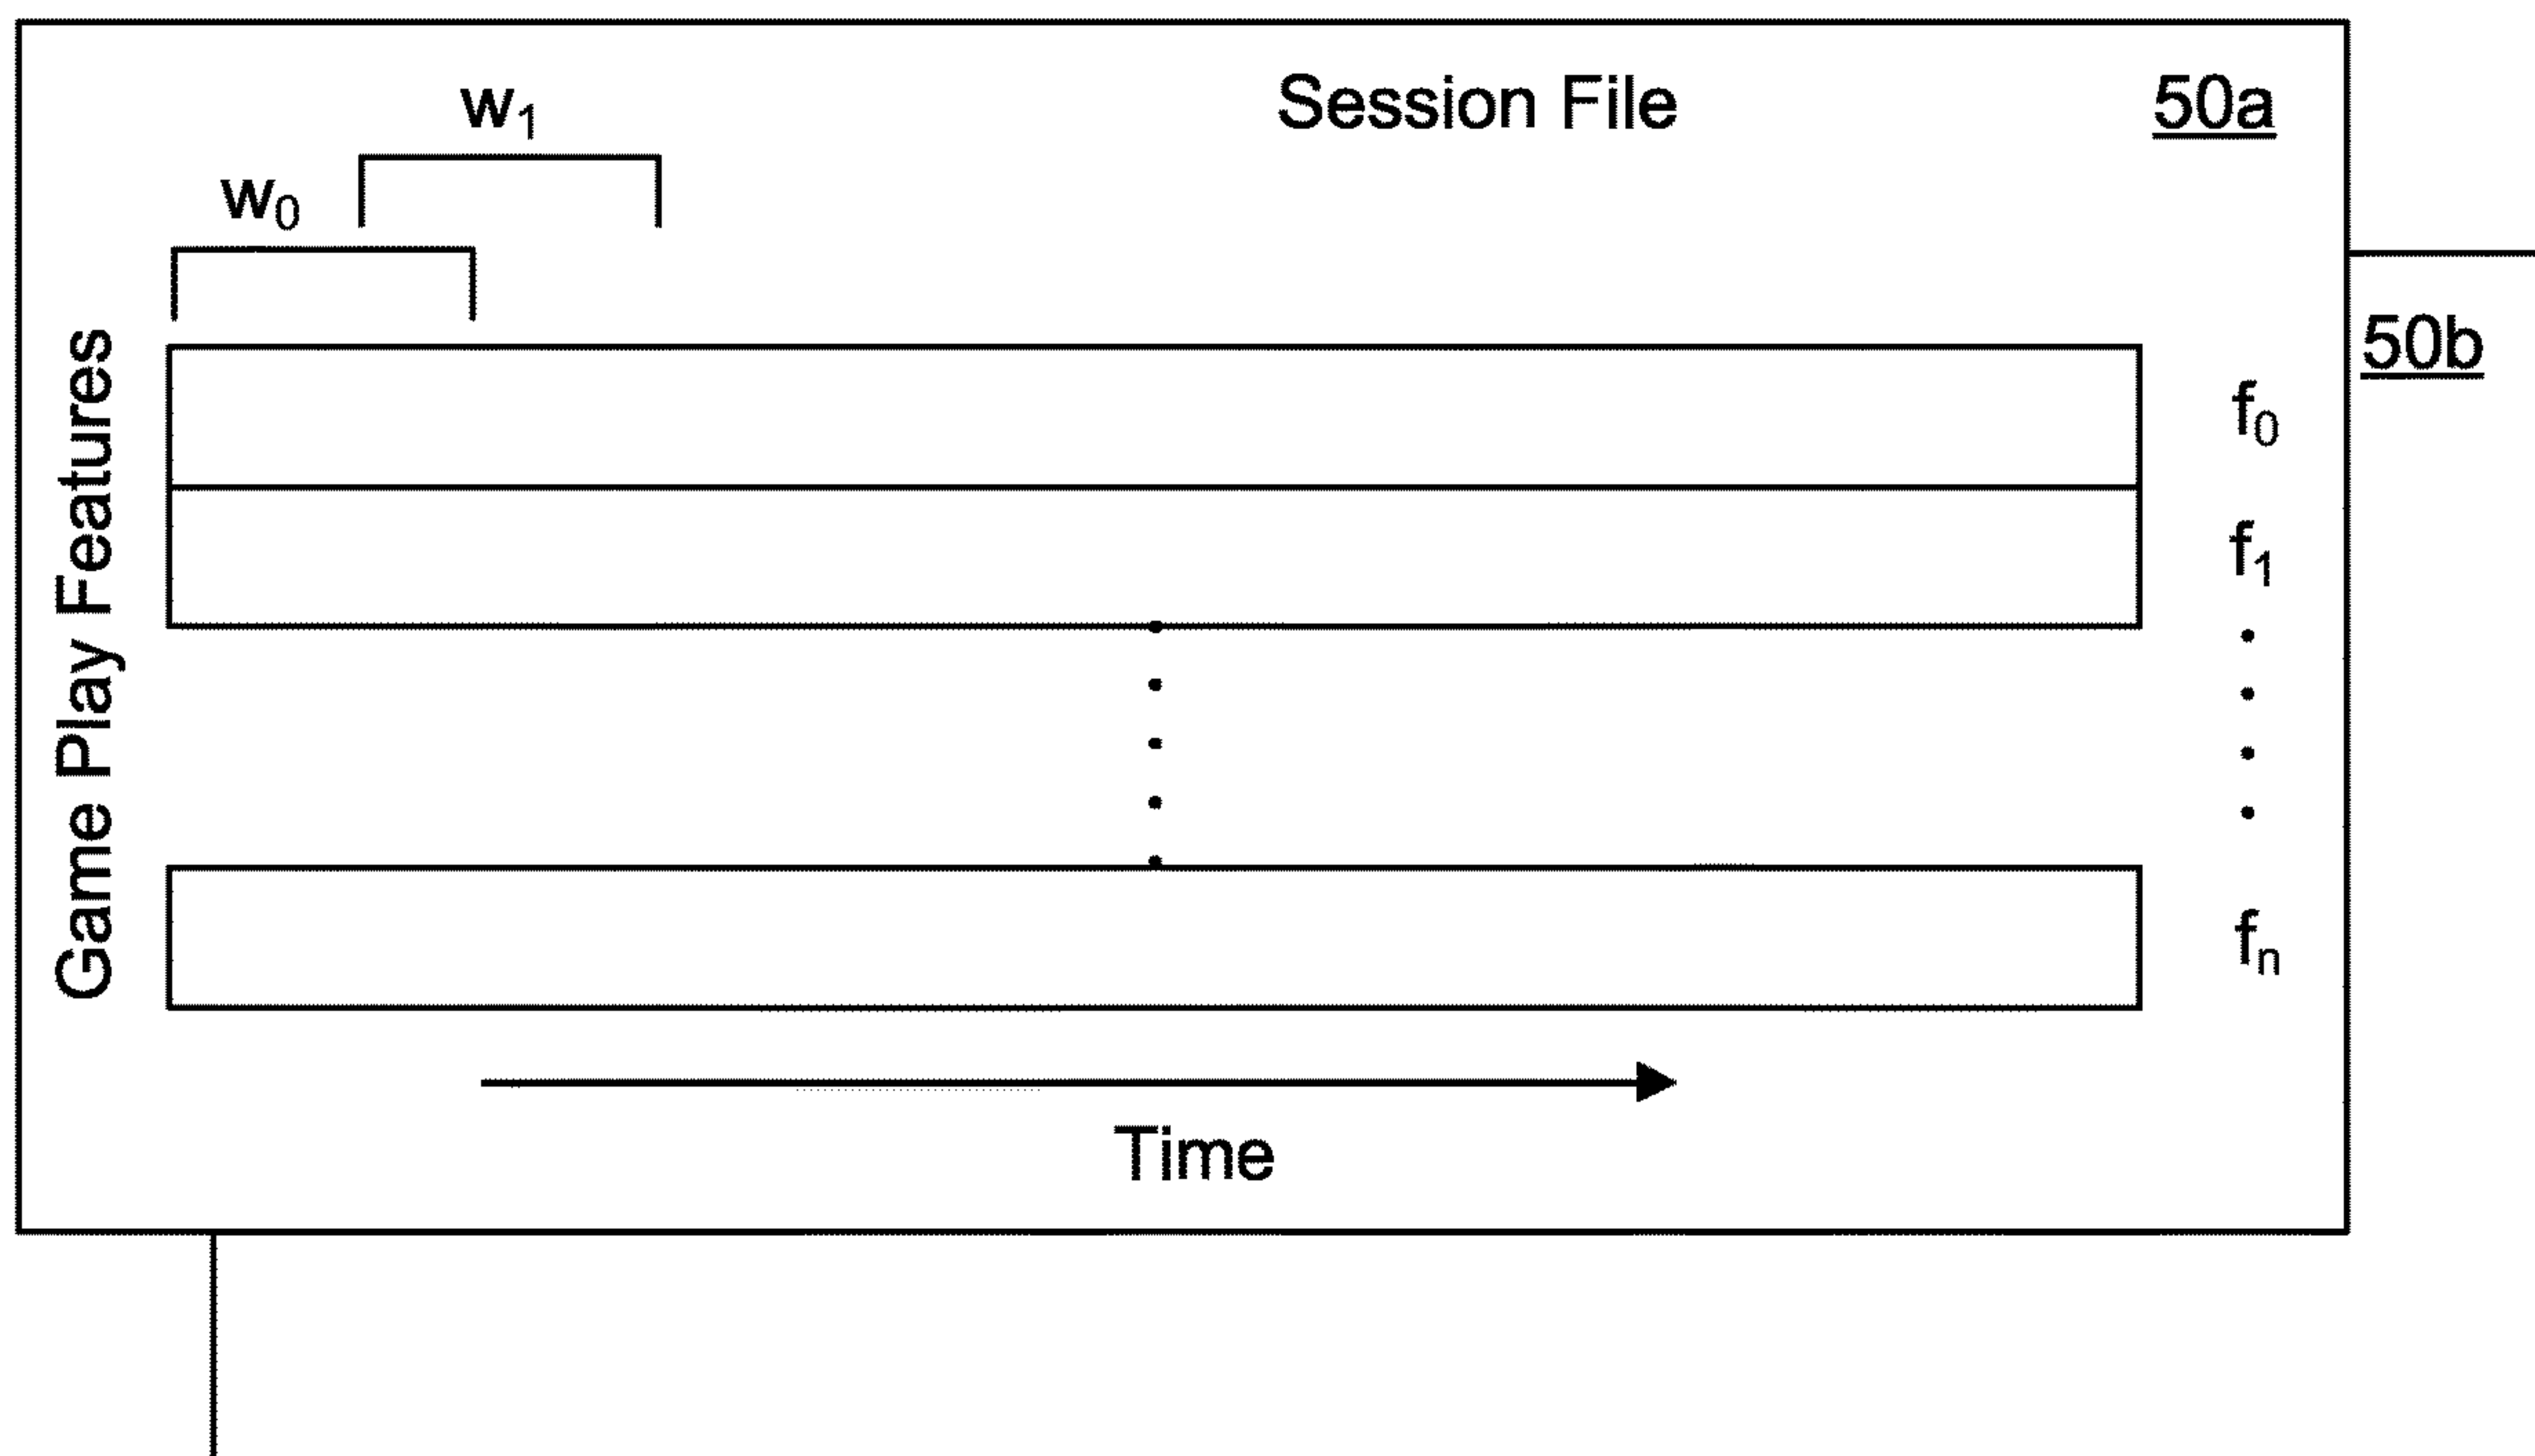 Session File
50a
w₁
w₀
50b
Game Play Features
f₀
f₁
fₙ
Time